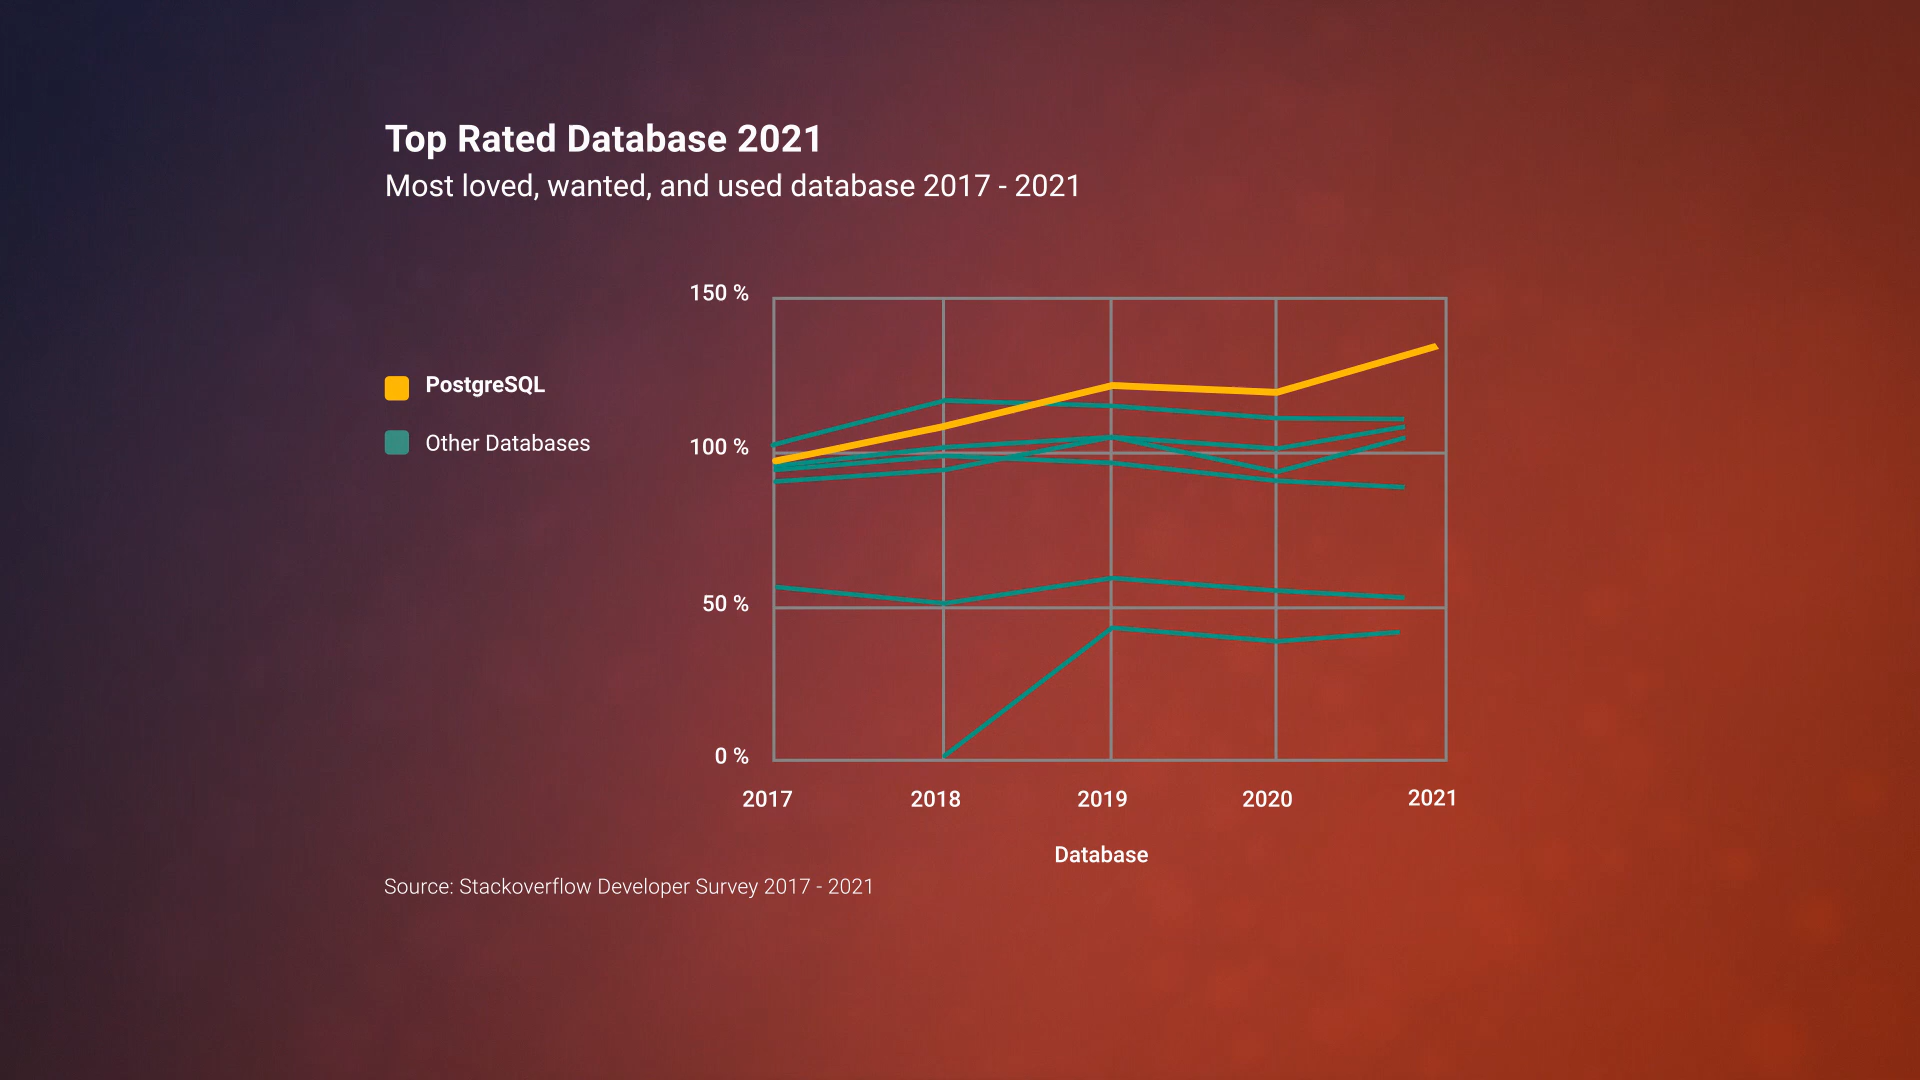 Top Rated Database 2021
Most loved, wanted, and used database 2017 - 2021
150 %
PostgreSQL
Other Databases
100 %
50 %
0 %
2017 2018 2019 2020 2021
Database
Source: Stackoverflow Developer Survey 2017 - 2021